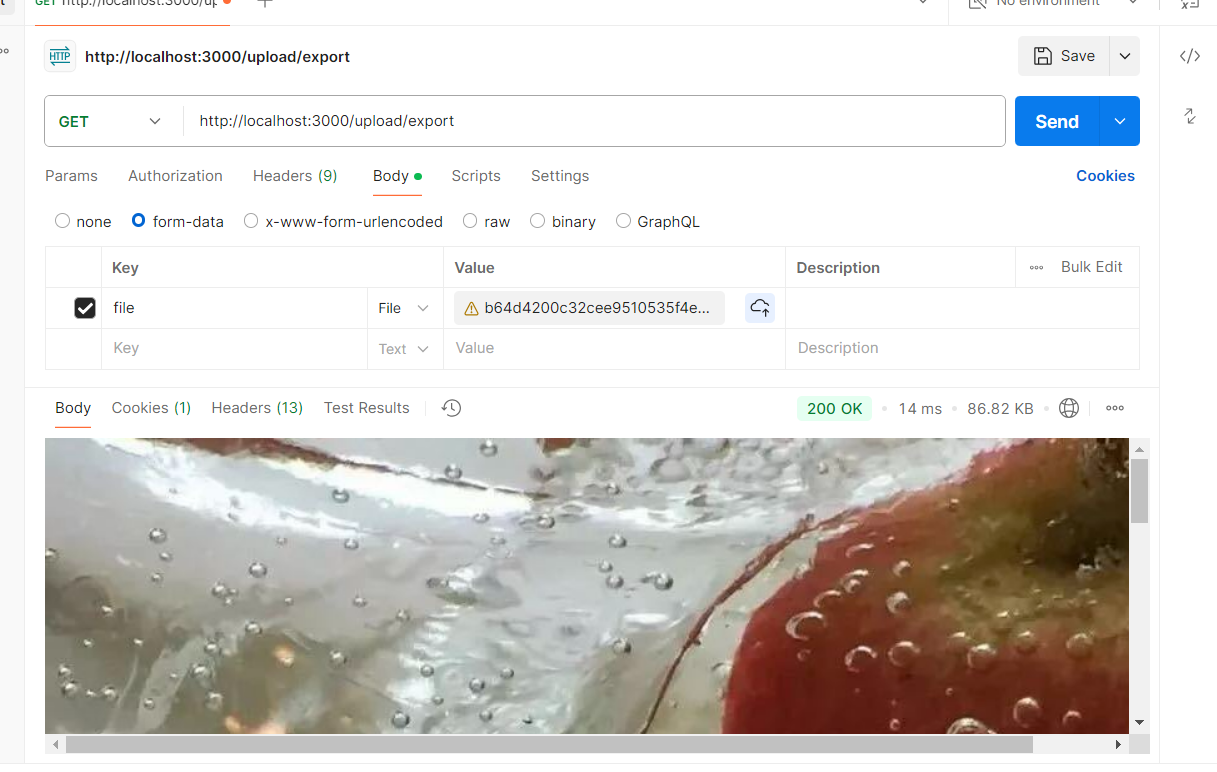 GET http://localhost:3000/up
No environment
HTTP http://localhost:3000/upload/export
Save
GET http://localhost:3000/upload/export
Send
Params Authorization Headers (9) Body Scripts Settings
Cookies
none form-data x-www-form-urlencoded raw binary GraphQL
Key Value Description Bulk Edit
file File b64d4200c32cee9510535f4e...
Key Text Value Description
Body Cookies (1) Headers (13) Test Results
200 OK 14 ms 86.82 KB